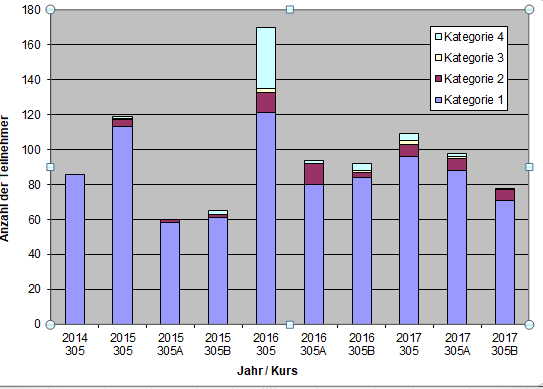 180
160
140
120
100
80
60
40
20
0
Anzahl der Teilnehmer
Kategorie 4
Kategorie 3
Kategorie 2
Kategorie 1
2014 2015 2015 2015 2016 2016 2016 2017 2017 2017
305 305 305A 305B 305 305A 305B 305 305A 305B
Jahr / Kurs